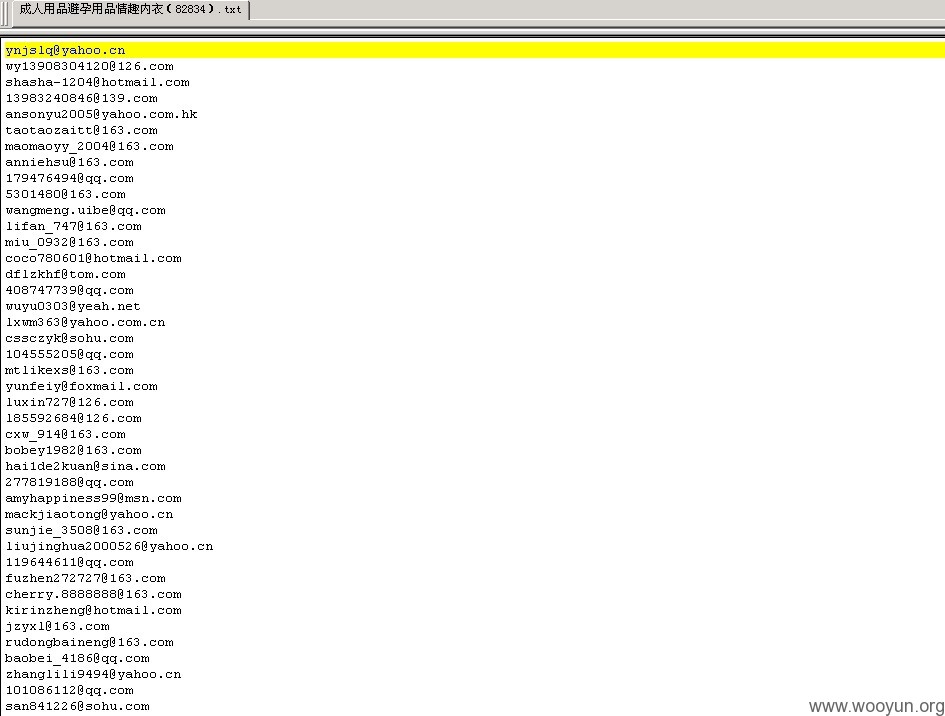 成人用品避孕用品情趣内衣(82834).txt
ynjslq@yahoo.cn
wy13908304120@126.com
shasha-1204@hotmail.com
13983240846@139.com
ansonyu2005@yahoo.com.hk
taotaozaitt@163.com
maomaoyy_2004@163.com
anniehsu@163.com
179476494@qq.com
5301480@163.com
wangmeng.uibe@qq.com
lifan_747@163.com
miu_0932@163.com
coco780601@hotmail.com
dflzkhf@tom.com
408747739@qq.com
wuyu0303@yeah.net
lxwm363@yahoo.com.cn
cssczyk@sohu.com
104555205@qq.com
mtlikexs@163.com
yunfeiy@foxmail.com
luxin727@126.com
185592684@126.com
cxw_914@163.com
bobey1982@163.com
hai1de2kuan@sina.com
277819188@qq.com
amyhappiness99@msn.com
mackjiaotong@yahoo.cn
sunjie_3508@163.com
liujinghua2000526@yahoo.cn
119644611@qq.com
fuzhen272727@163.com
cherry.8888888@163.com
kirinzheng@hotmail.com
jzyxl@163.com
rudongbaineng@163.com
baobei_4186@qq.com
zhanglili9494@yahoo.cn
101086112@qq.com
san841226@sohu.com
www.wooyun.org